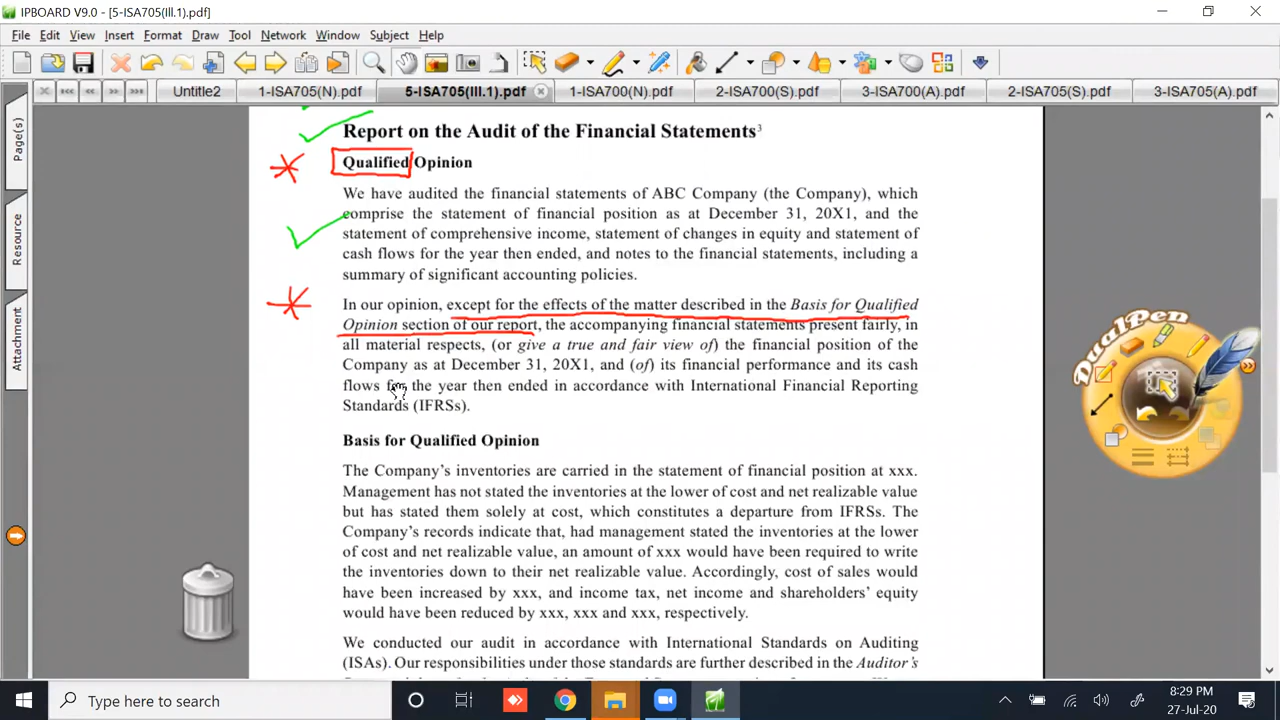 IPBOARD V9.0 - [5-ISA705(Ill.1).pdf]
File Edit View Insert Format Draw Tool Network Window Subject Help
Untitle2 1-ISA705(N).pdf 5-ISA705(Ill.1).pdf 1-ISA700(N).pdf 2-ISA700(S).pdf 3-ISA700(A).pdf 2-ISA705(S).pdf 3-ISA705(A).pdf
Page(s)
Resource
Attachment
Report on the Audit of the Financial Statements3
Qualified Opinion
We have audited the financial statements of ABC Company (the Company), which
comprise the statement of financial position as at December 31, 20X1, and the
statement of comprehensive income, statement of changes in equity and statement of
cash flows for the year then ended, and notes to the financial statements, including a
summary of significant accounting policies.
In our opinion, except for the effects of the matter described in the Basis for Qualified
Opinion section of our report, the accompanying financial statements present fairly, in
all material respects, (or give a true and fair view of) the financial position of the
Company as at December 31, 20X1, and (of) its financial performance and its cash
flows for the year then ended in accordance with International Financial Reporting
Standards (IFRSs).
Basis for Qualified Opinion
The Company's inventories are carried in the statement of financial position at xxx.
Management has not stated the inventories at the lower of cost and net realizable value
but has stated them solely at cost, which constitutes a departure from IFRSs. The
Company's records indicate that, had management stated the inventories at the lower
of cost and net realizable value, an amount of xxx would have been required to write
the inventories down to their net realizable value. Accordingly, cost of sales would
have been increased by xxx, and income tax, net income and shareholders' equity
would have been reduced by xxx, xxx and xxx, respectively.
We conducted our audit in accordance with International Standards on Auditing
(ISAs). Our responsibilities under those standards are further described in the Auditor's
DualPen
Type here to search
8:29 PM
27-Jul-20